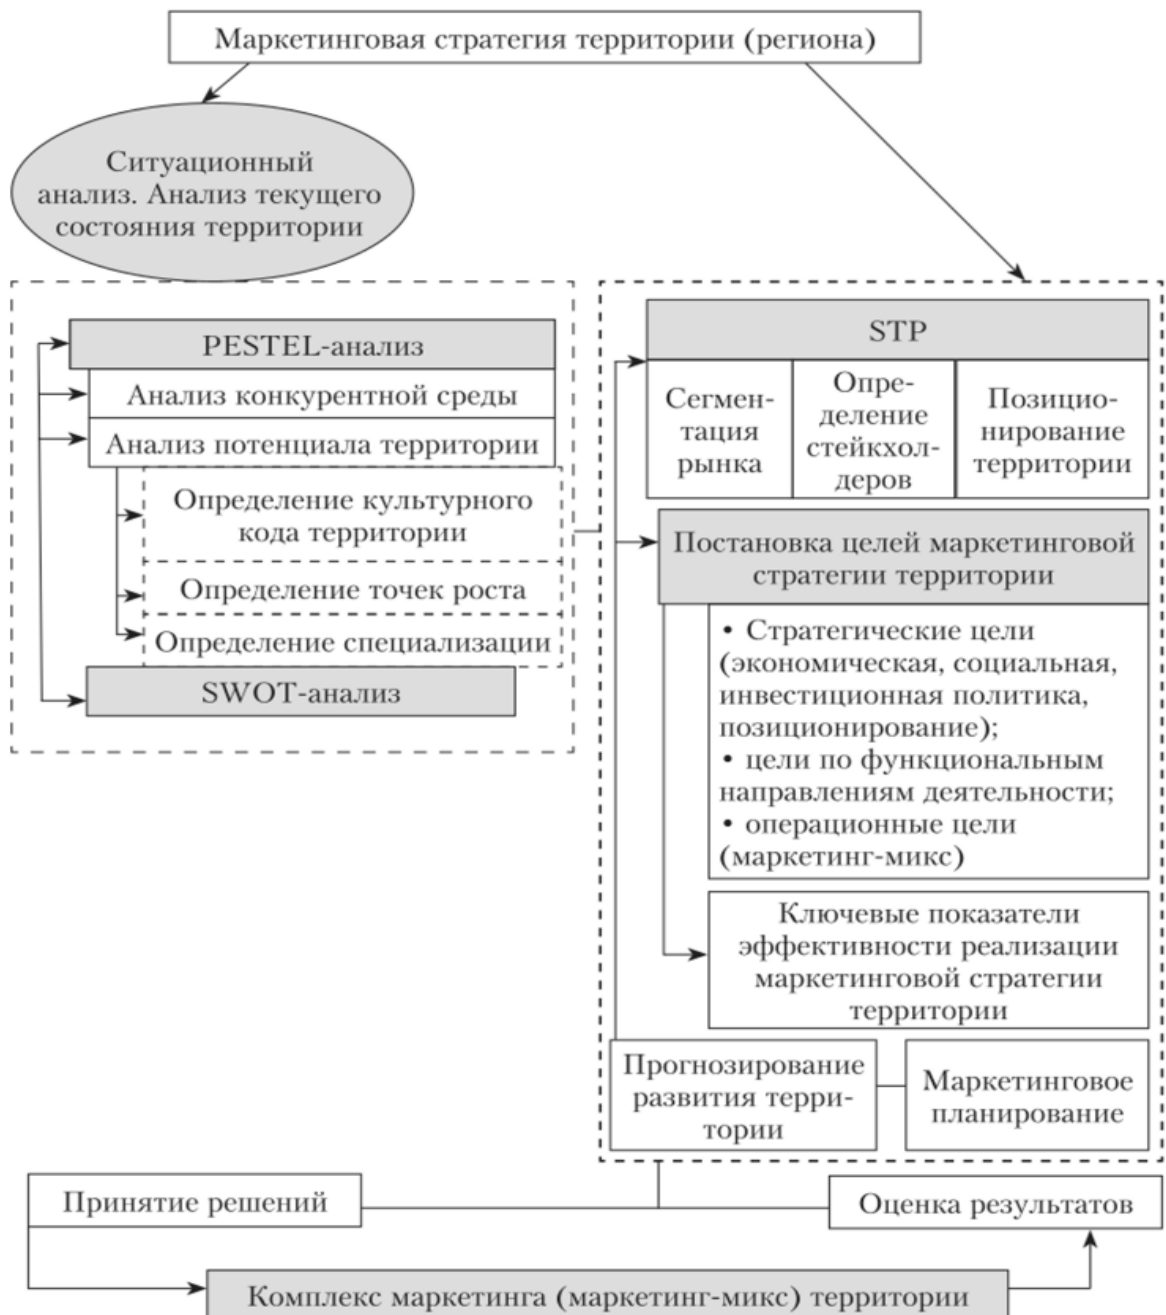 Маркетинговая стратегия территории (региона)
Ситуационный
анализ. Анализ текущего
состояния территории
PESTEL-анализ
Анализ конкурентной среды
Анализ потенциала территории
Определение культурного
кода территории
Определение точек роста
Определение специализации
SWOT-анализ
STP
Сегмен-
тация
рынка
Опре-
деление
стейкхол-
деров
Позицио-
нирование
территории
Постановка целей маркетинговой
стратегии территории
• Стратегические цели
(экономическая, социальная,
инвестиционная политика,
позиционирование);
• цели по функциональным
направлениям деятельности;
• операционные цели
(маркетинг-микс)
Ключевые показатели
эффективности реализации
маркетинговой стратегии
территории
Прогнозирование
развития терри-
тории
Маркетинговое
планирование
Принятие решений
Оценка результатов
Комплекс маркетинга (маркетинг-микс) территории